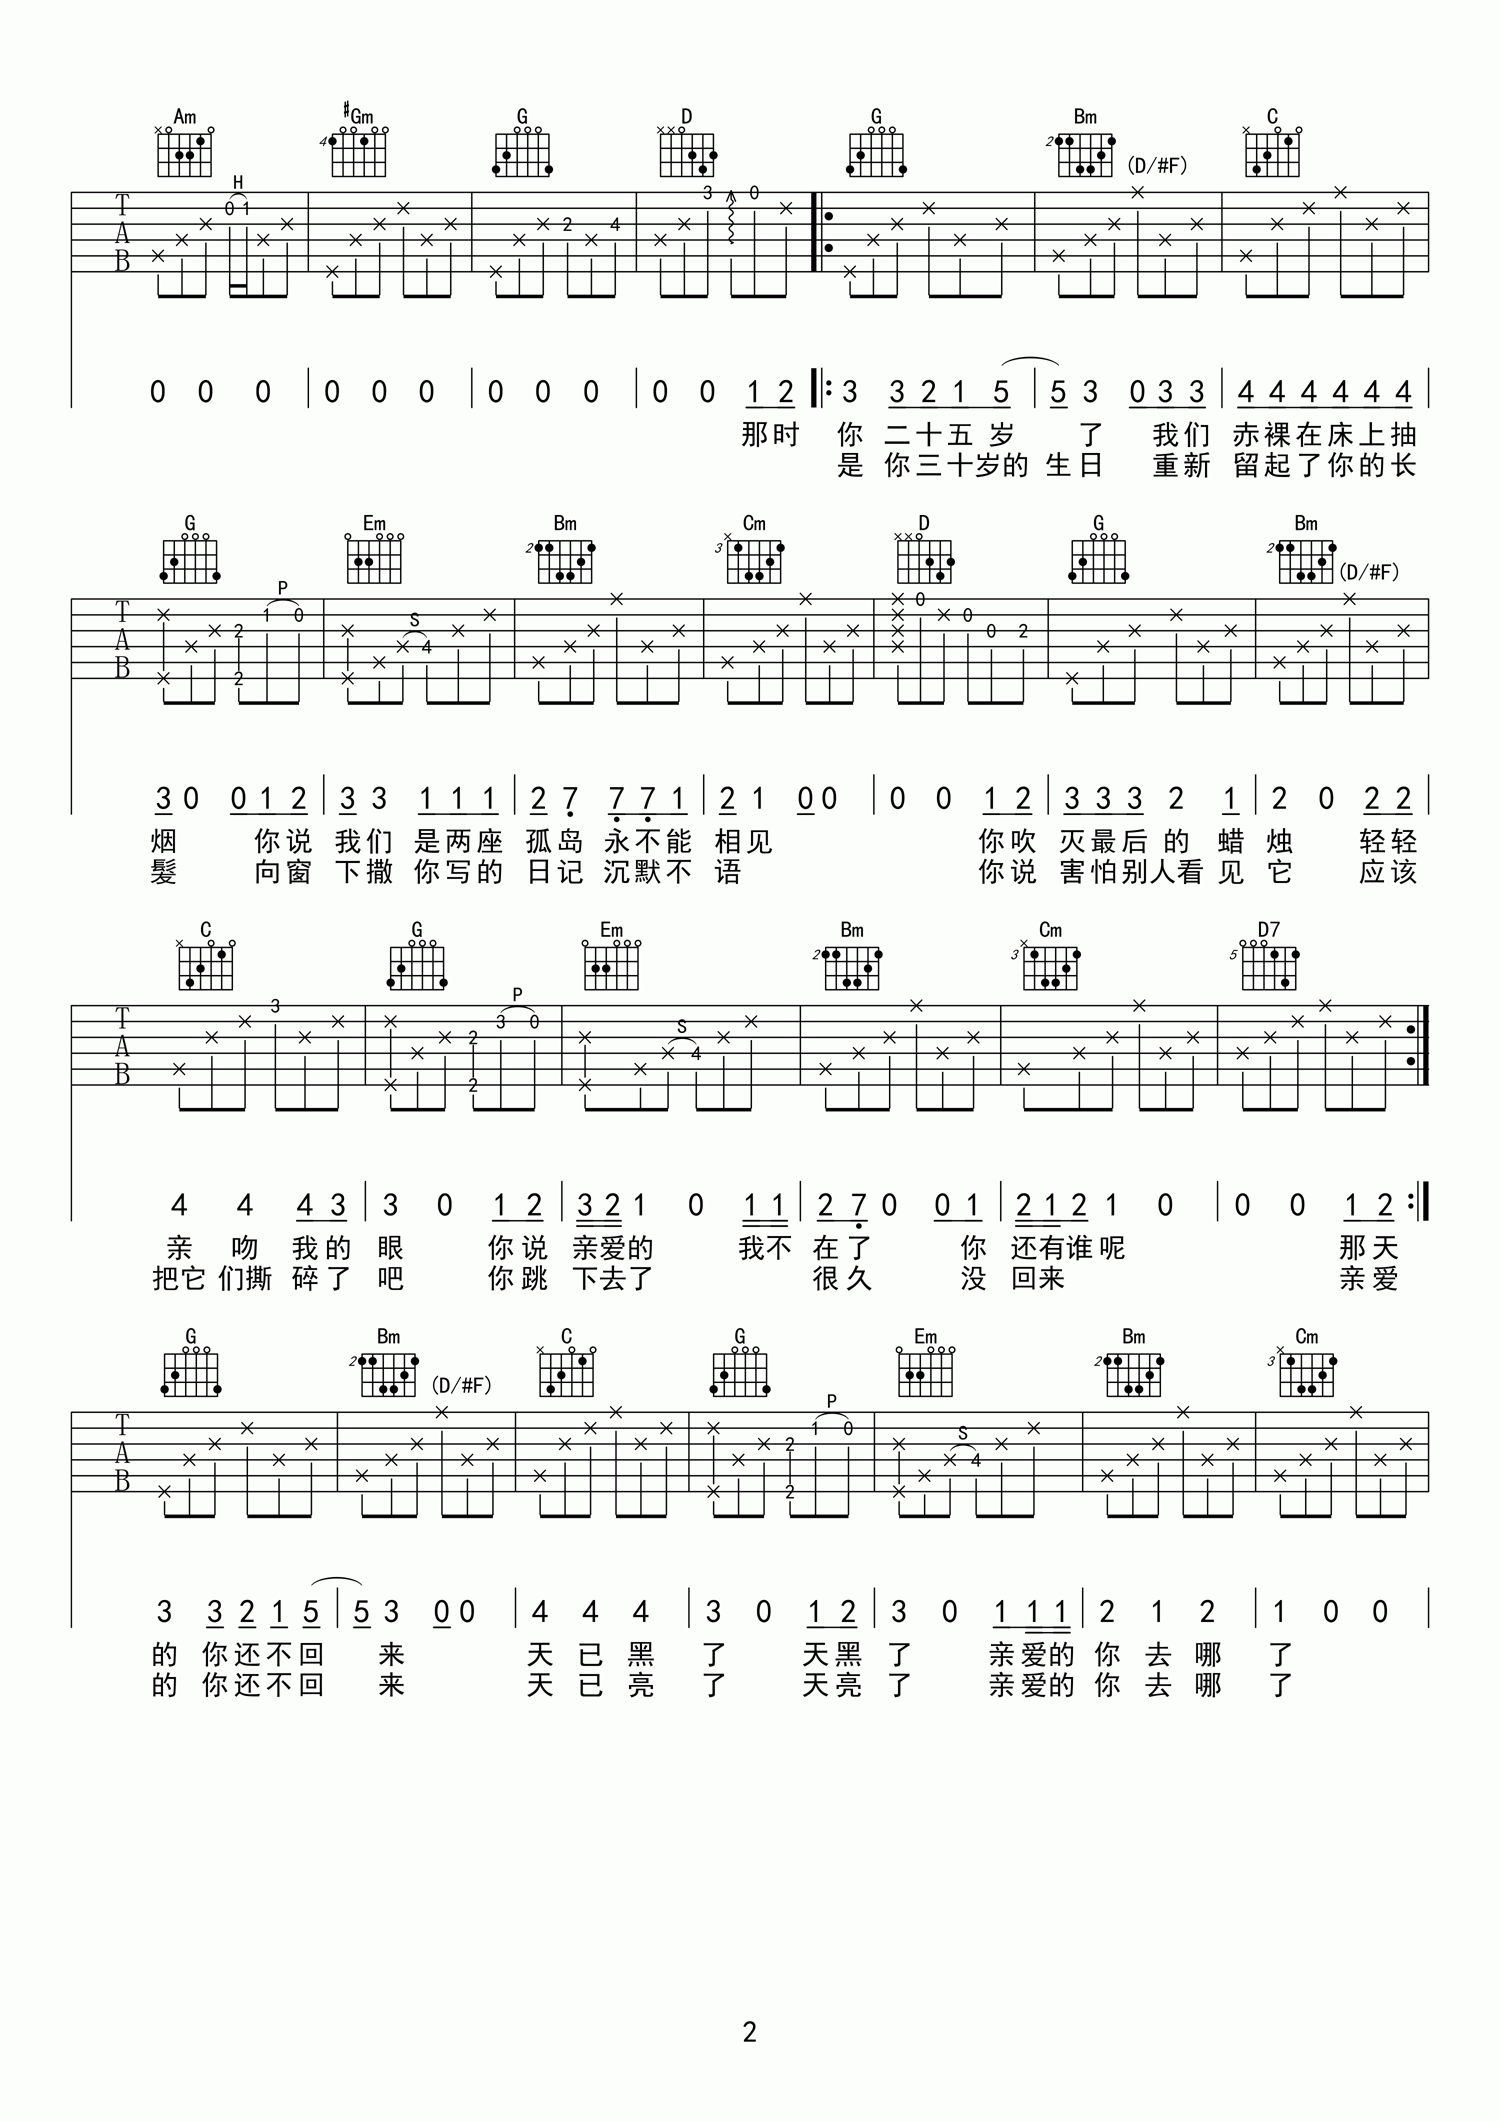 Am #Gm G D G Bm (D/#F) C
H
4 2
T A B 0 1 2 4 3 0
0 0 0 | 0 0 0 | 0 0 0 | 0 0 1 2 |: 3 3 2 1 5 | 5 3 0 3 3 | 4 4 4 4 4 4 |
那时 你 二十五岁 了 我们 赤裸在床上抽
是 你三十岁的 生日 重新 留起了你的长
G Em Bm Cm D G Bm (D/#F)
2 3 2
P S
T A B 2 2 1 0 4 0 0 0 2
3 0 0 1 2 | 3 3 1 1 1 | 2 7 7 7 1 | 2 1 0 0 | 0 0 1 2 | 3 3 3 2 1 | 2 0 2 2 |
烟 你说 我们 是两座 孤岛 永不能 相见 你吹 灭最后的 蜡 烛 轻轻
髮 向窗 下撒 你写的 日记 沉默不 语 你说 害怕别人看见 它 应该
C G Em Bm Cm D7
2 3 5
P S
T A B 3 2 2 3 0 4
4 4 4 3 | 3 0 1 2 | 3 2 1 0 1 1 | 2 7 0 0 1 | 2 1 2 1 0 | 0 0 1 2 :|
亲 吻 我的 眼 你说 亲爱的 我不 在了 你 还有谁呢 那天
把它 们撕 碎了 吧 你跳 下去了 很久 没 回来 亲爱
G Bm (D/#F) C G Em Bm Cm
2 2 3
P S
T A B 2 2 1 0 4
3 3 2 1 5 | 5 3 0 0 | 4 4 4 | 3 0 1 2 | 3 0 1 1 1 | 2 1 2 | 1 0 0 |
的 你还不回 来 天 已 黑 了 天黑 了 亲爱的 你 去 哪 了
的 你还不回 来 天 已 亮 了 天亮 了 亲爱的 你 去 哪 了
2